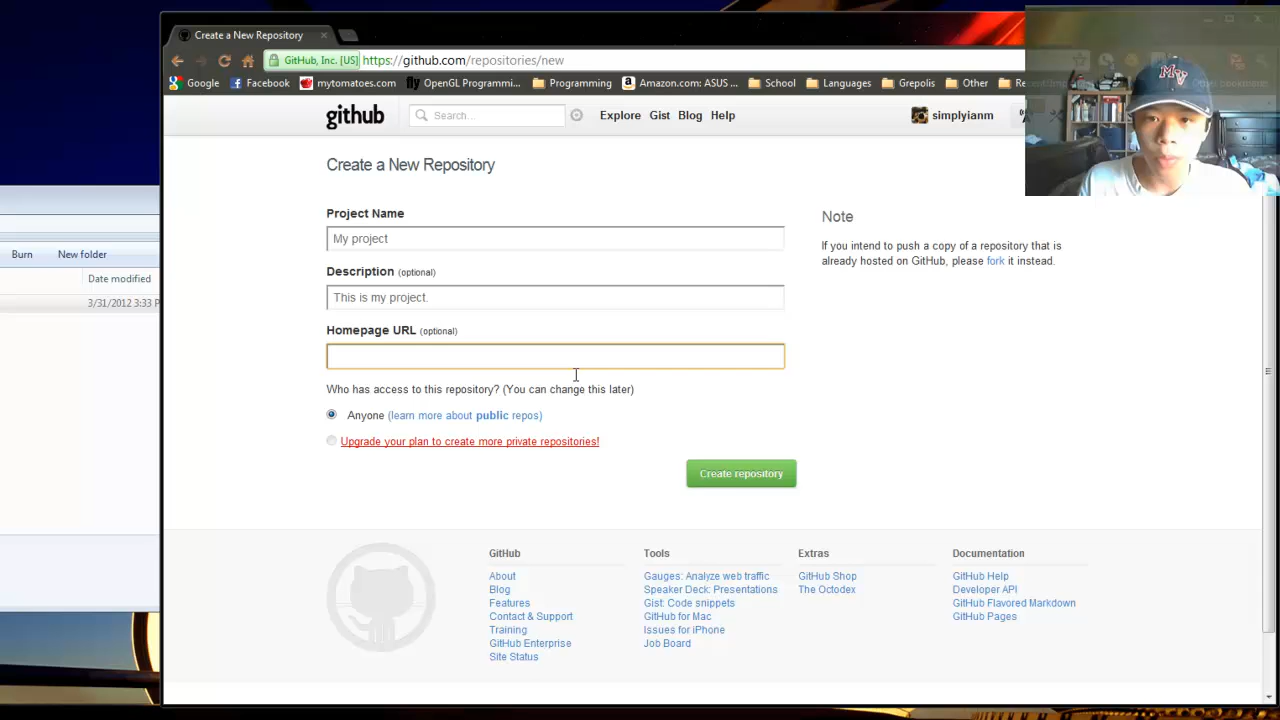 Create a New Repository
GitHub, Inc. [US] https://github.com/repositories/new
Google Facebook mytomatoes.com OpenGL Programmi... Programming Amazon.com: ASUS ... School Languages Grepolis Other
github Search... Explore Gist Blog Help simplyianm
Create a New Repository
Project Name
My project
Description (optional)
This is my project.
Homepage URL (optional)
Who has access to this repository? (You can change this later)
Anyone (learn more about public repos)
Upgrade your plan to create more private repositories!
Create repository
Note
If you intend to push a copy of a repository that is
already hosted on GitHub, please fork it instead.
Burn New folder
Date modified
3/31/2012 3:33 P
GitHub
About
Blog
Features
Contact & Support
Training
GitHub Enterprise
Site Status
Tools
Gauges: Analyze web traffic
Speaker Deck: Presentations
Gist: Code snippets
GitHub for Mac
Issues for iPhone
Job Board
Extras
GitHub Shop
The Octodex
Documentation
GitHub Help
Developer API
GitHub Flavored Markdown
GitHub Pages